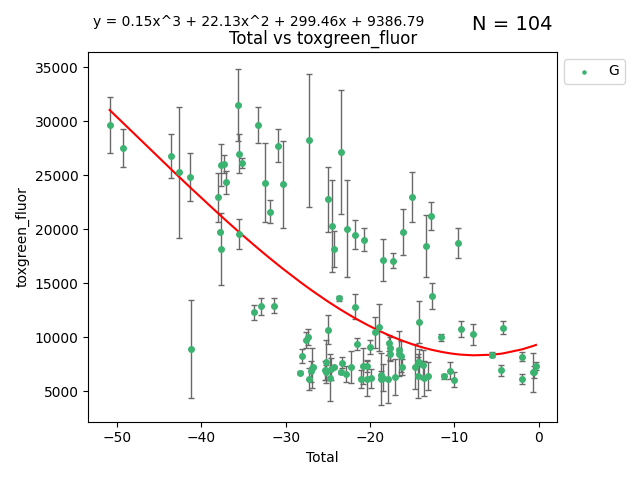 y = 0.15x^3 + 22.13x^2 + 299.46x + 9386.79
N = 104
Total vs toxgreen_fluor
G
35000
30000
25000
20000
15000
10000
5000
toxgreen_fluor
−50
−40
−30
−20
−10
0
Total